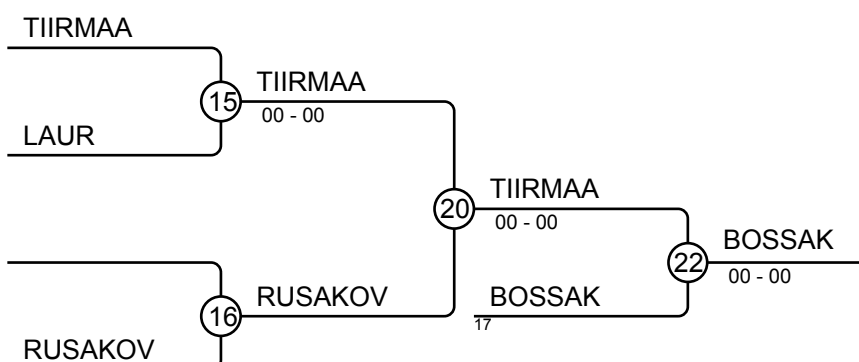 TIIRMAA
TIIRMAA
15
00 - 00
LAUR
TIIRMAA
20
00 - 00
BOSSAK
22
00 - 00
RUSAKOV
BOSSAK
16
17
RUSAKOV